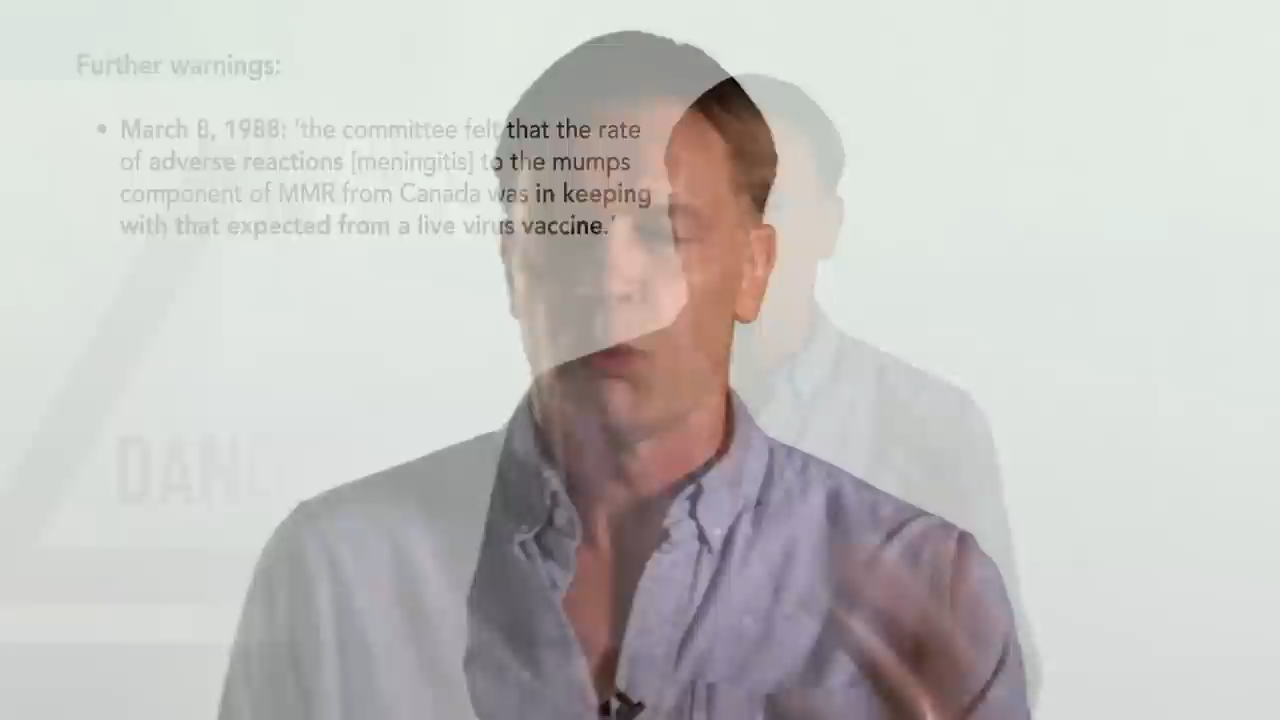 Further warnings:
• March 8, 1988: 'the committee felt that the rate
of adverse reactions [meningitis] to the mumps
component of MMR from Canada was in keeping
with that expected from a live virus vaccine.'